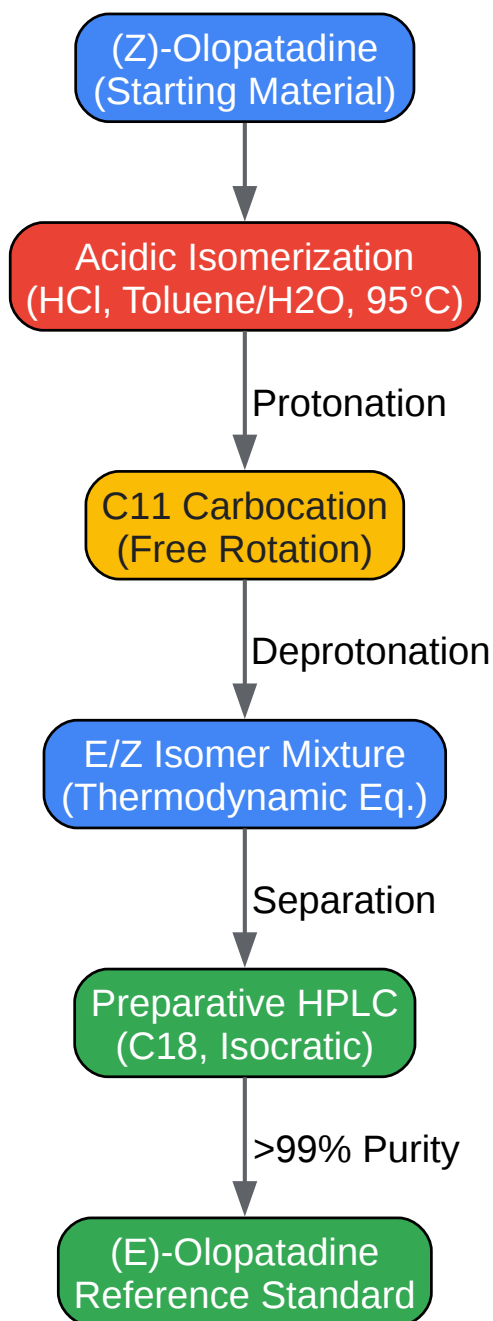 (Z)-Olopatadine
(Starting Material)
Acidic Isomerization
(HCl, Toluene/H2O, 95°C)
Protonation
C11 Carbocation
(Free Rotation)
Deprotonation
E/Z Isomer Mixture
(Thermodynamic Eq.)
Separation
Preparative HPLC
(C18, Isocratic)
>99% Purity
(E)-Olopatadine
Reference Standard